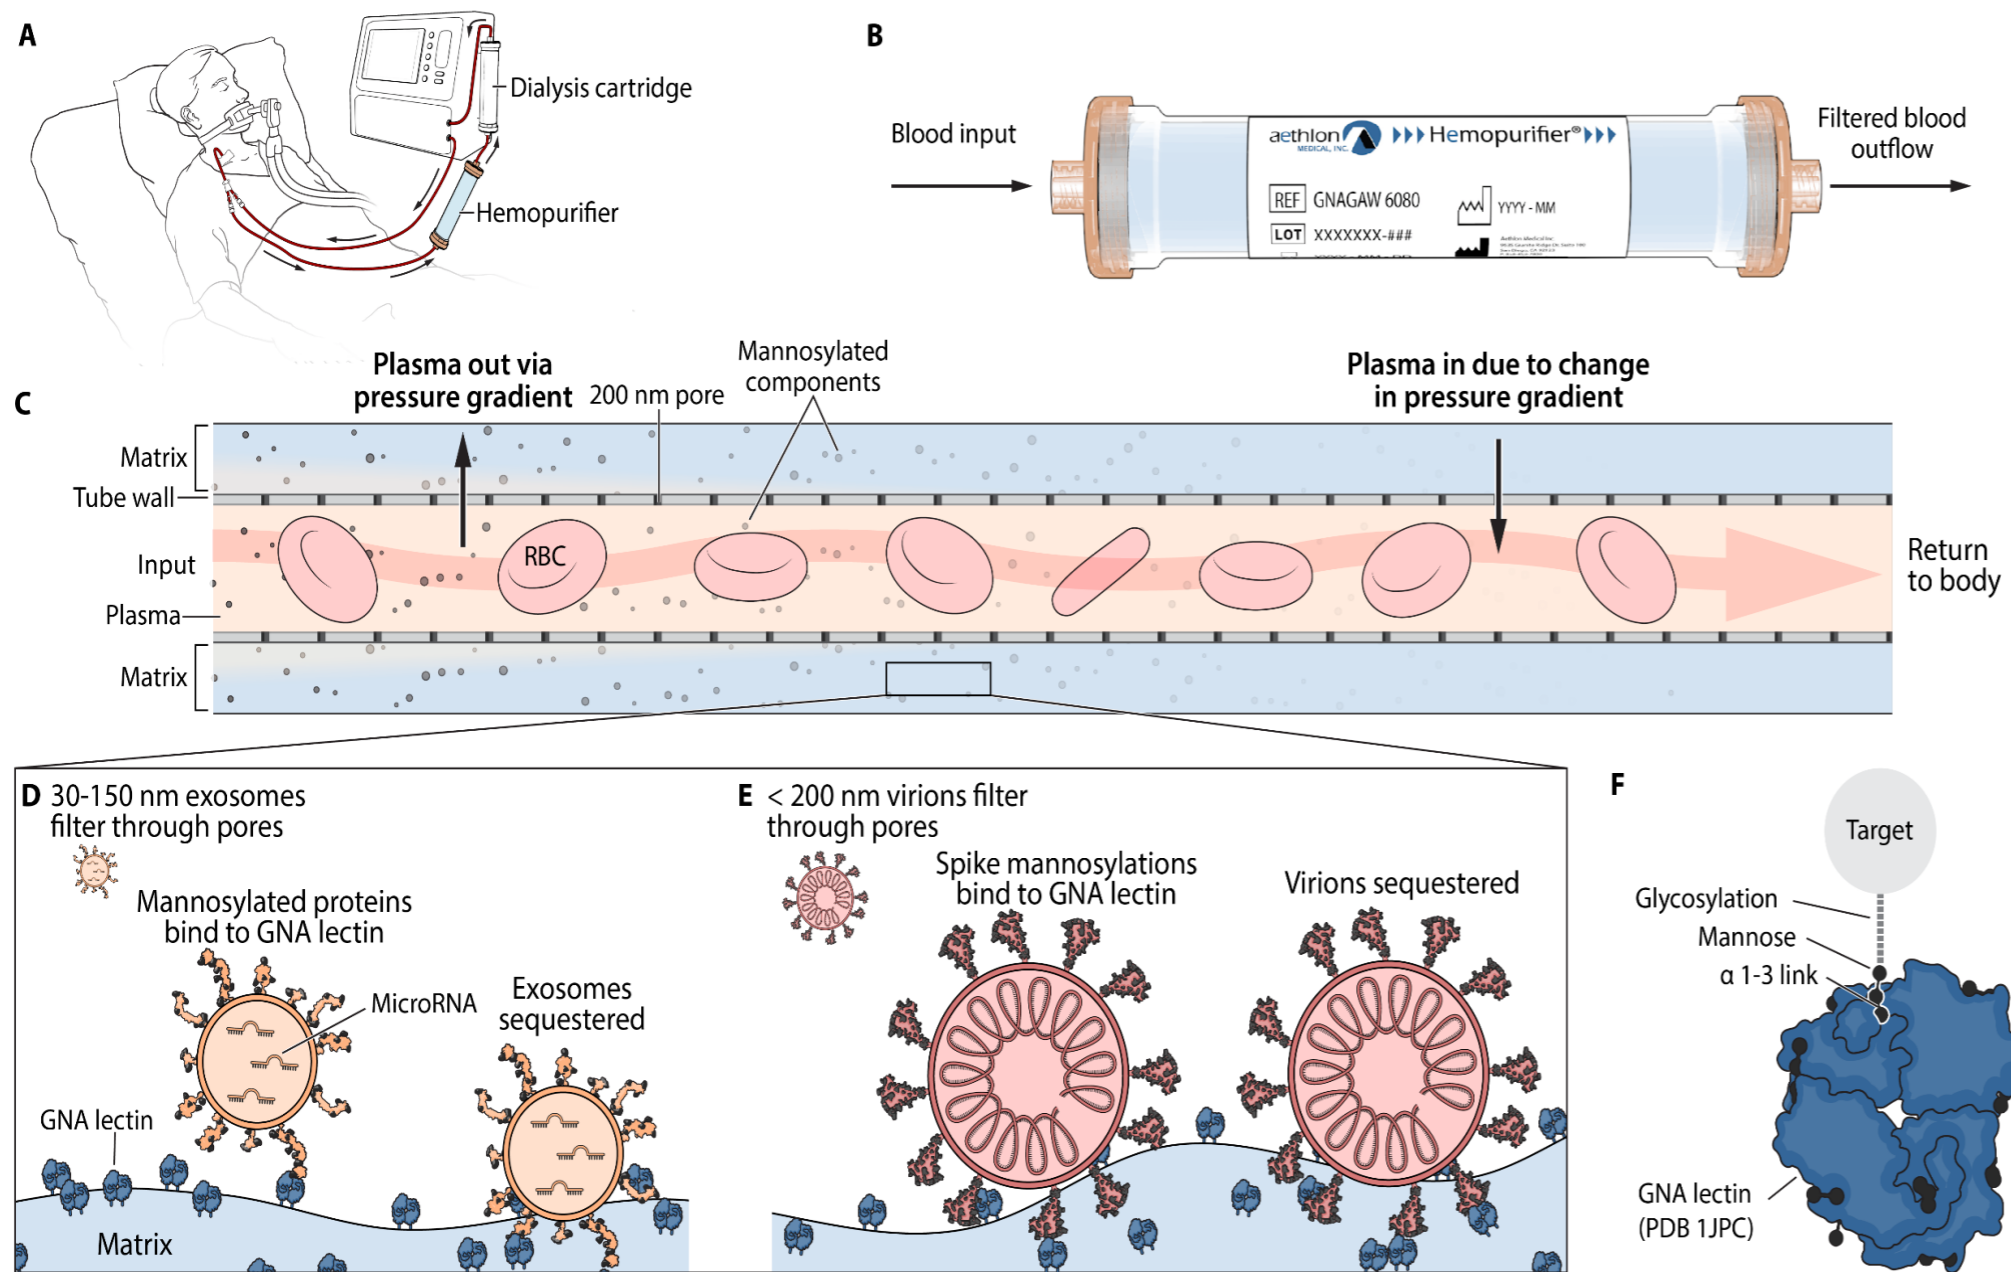 A
Dialysis cartridge
Hemopurifier
B
Blood input
aethlon
MEDICAL, INC.
Hemopurifier®
REF GNAGAW 6080
YYYY - MM
LOT XXXXXXX-###
Filtered blood
outflow
C
Plasma out via
pressure gradient
200 nm pore
Mannosylated
components
Plasma in due to change
in pressure gradient
Matrix
Tube wall
Input
Plasma
Matrix
RBC
Return
to body
D 30-150 nm exosomes
filter through pores
Mannosylated proteins
bind to GNA lectin
MicroRNA
Exosomes
sequestered
GNA lectin
Matrix
E < 200 nm virions filter
through pores
Spike mannosylations
bind to GNA lectin
Virions sequestered
F
Target
Glycosylation
Mannose
α 1-3 link
GNA lectin
(PDB 1JPC)